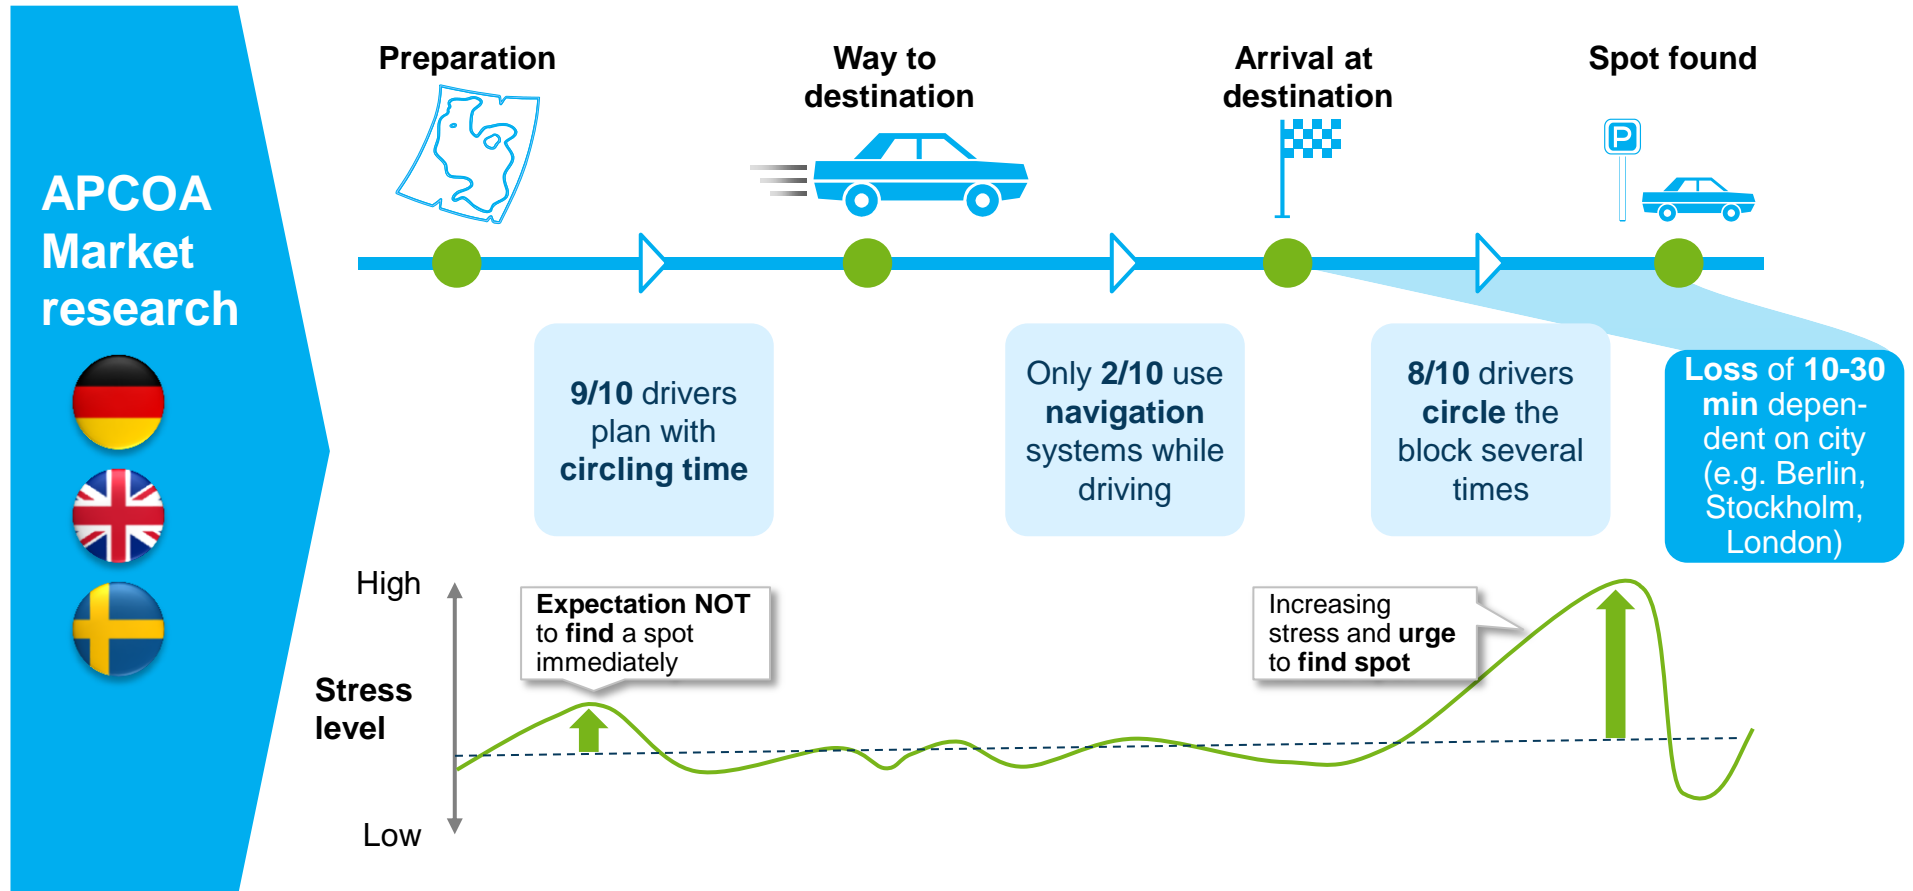 APCOA
Market
research
Preparation
Way to
destination
Arrival at
destination
Spot found
P
9/10 drivers
plan with
circling time
Only 2/10 use
navigation
systems while
driving
8/10 drivers
circle the
block several
times
Loss of 10-30
min depen-
dent on city
(e.g. Berlin,
Stockholm,
London)
High
Stress
level
Low
Expectation NOT
to find a spot
immediately
Increasing
stress and urge
to find spot